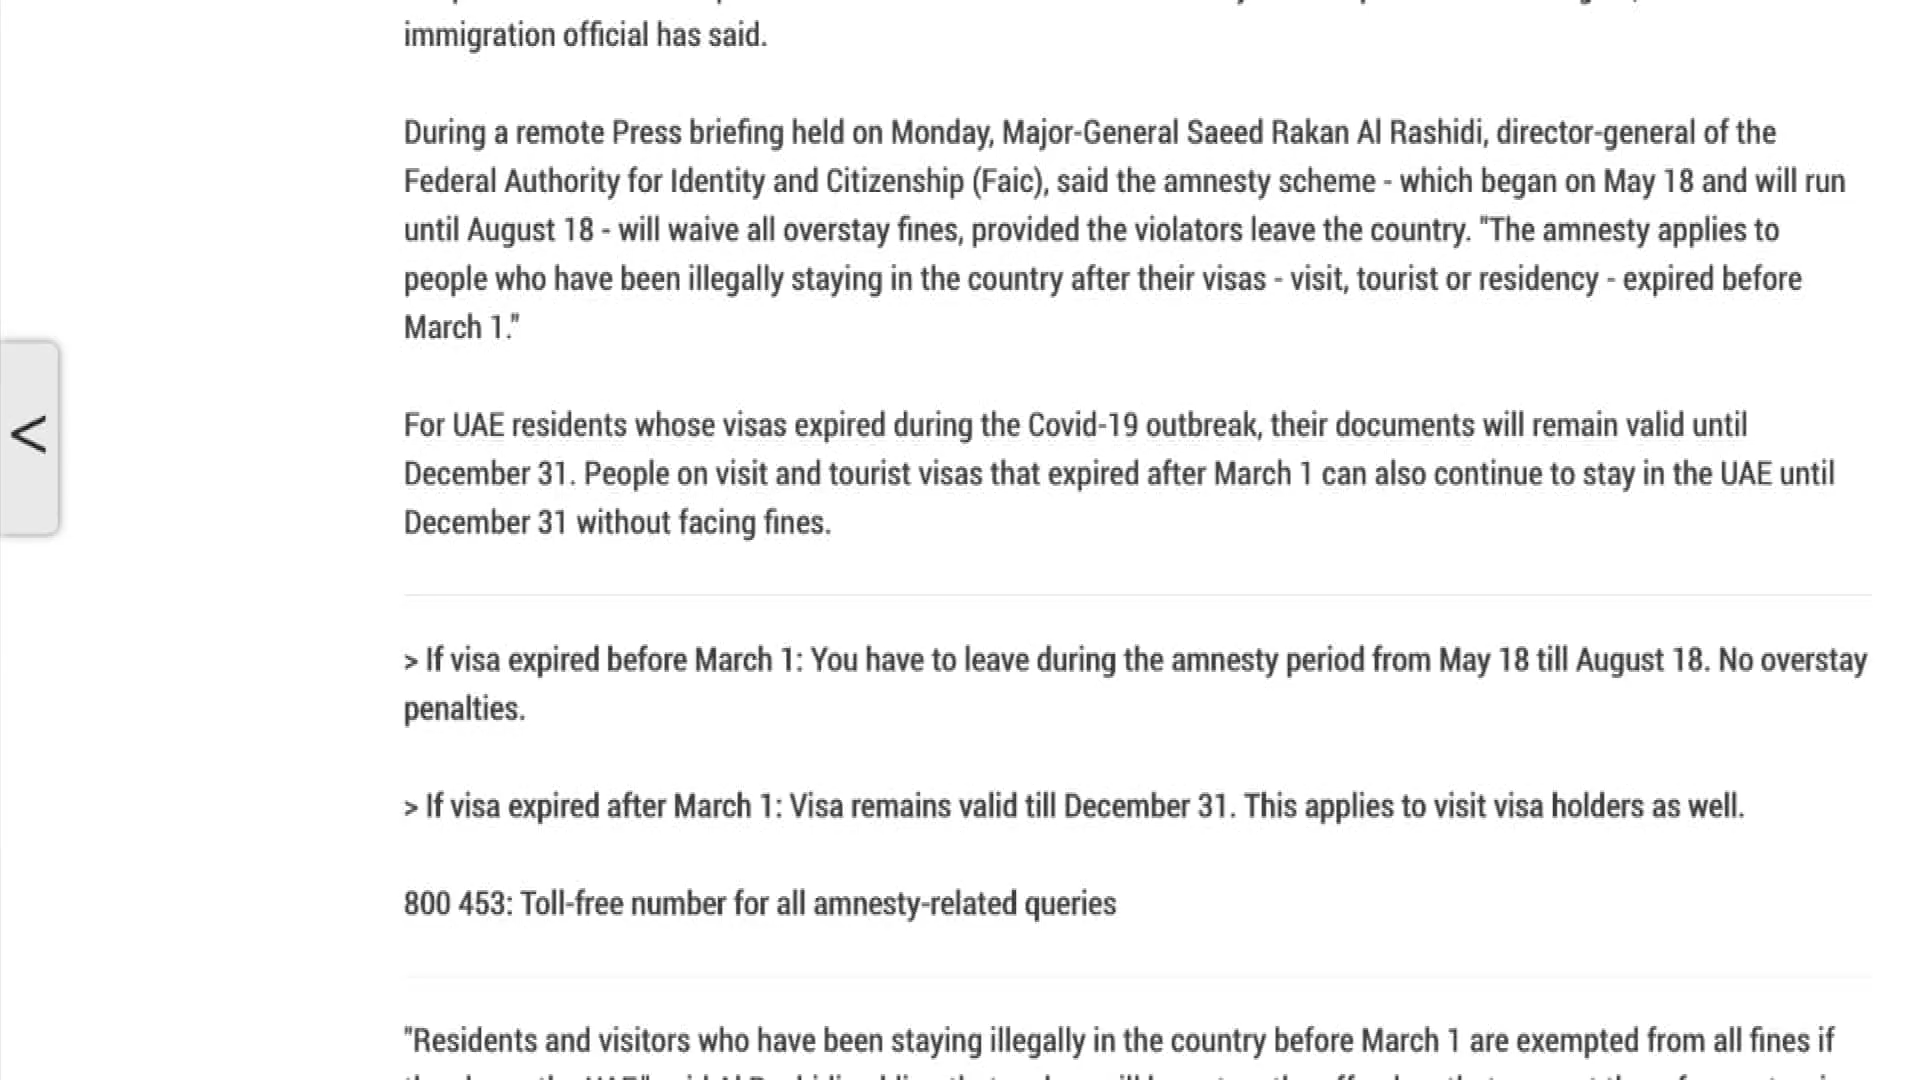 immigration official has said.
During a remote Press briefing held on Monday, Major-General Saeed Rakan Al Rashidi, director-general of the
Federal Authority for Identity and Citizenship (Faic), said the amnesty scheme - which began on May 18 and will run
until August 18 - will waive all overstay fines, provided the violators leave the country. "The amnesty applies to
people who have been illegally staying in the country after their visas - visit, tourist or residency - expired before
March 1."
For UAE residents whose visas expired during the Covid-19 outbreak, their documents will remain valid until
December 31. People on visit and tourist visas that expired after March 1 can also continue to stay in the UAE until
December 31 without facing fines.
<
> If visa expired before March 1: You have to leave during the amnesty period from May 18 till August 18. No overstay
penalties.
> If visa expired after March 1: Visa remains valid till December 31. This applies to visit visa holders as well.
800 453: Toll-free number for all amnesty-related queries
"Residents and visitors who have been staying illegally in the country before March 1 are exempted from all fines if